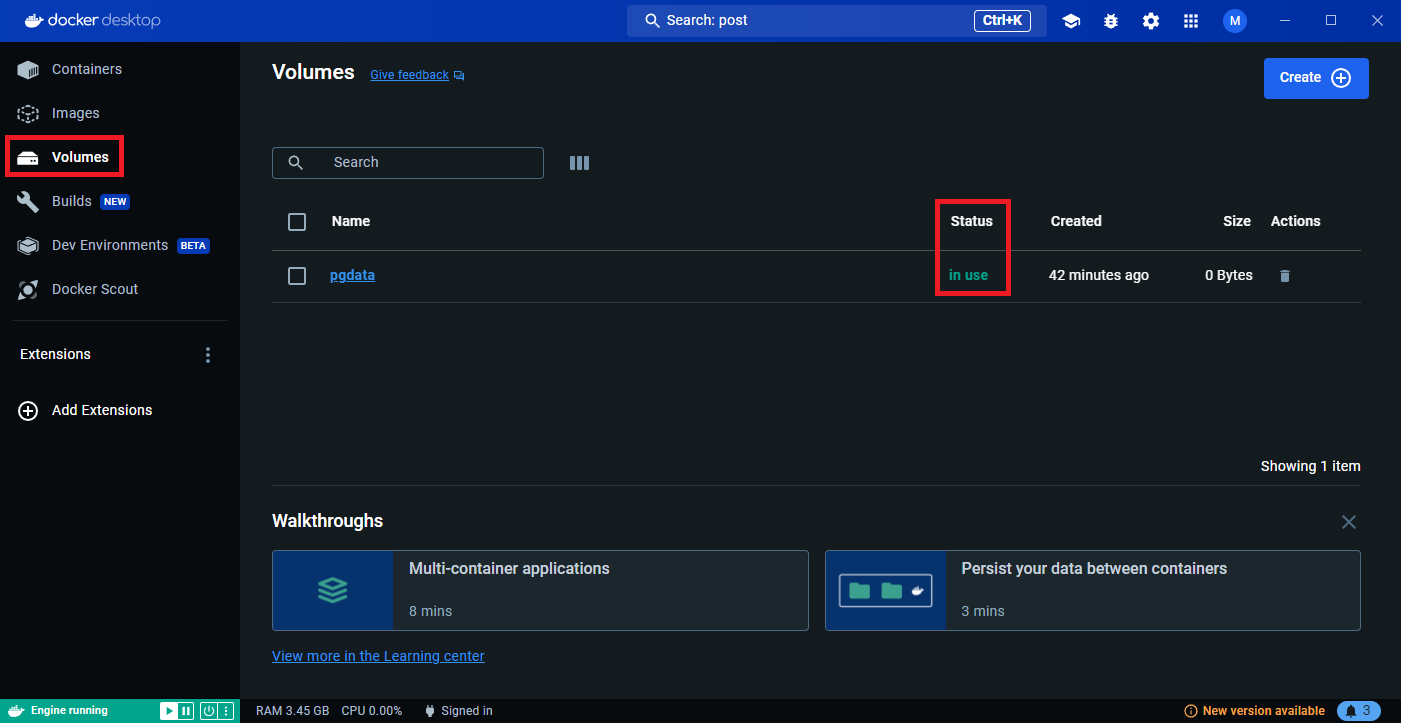 docker desktop
Search: post
Ctrl+K
M
Containers
Images
Volumes
Builds NEW
Dev Environments BETA
Docker Scout
Extensions
Add Extensions
Volumes
Give feedback
Create
Search
Name Status Created Size Actions
pgdata in use 42 minutes ago 0 Bytes
Showing 1 item
Walkthroughs
Multi-container applications
8 mins
Persist your data between containers
3 mins
View more in the Learning center
Engine running
RAM 3.45 GB CPU 0.00% Signed in
New version available
3